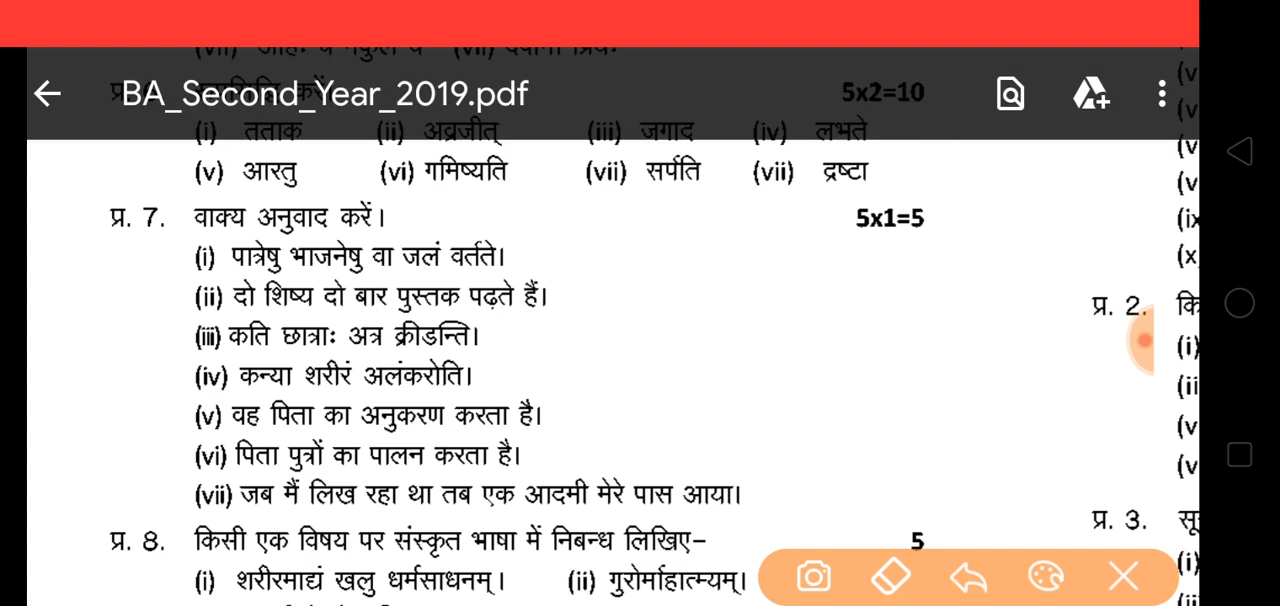 BA_Second_Year_2019.pdf
5x2=10
(i) तताक (ii) अव्रजीत् (iii) जगाद (iv) लभते
(v) आरतु (vi) गमिष्यति (vii) सर्पति (vii) द्रष्टा
प्र. 7. वाक्य अनुवाद करें। 5x1=5
(i) पात्रेषु भाजनेषु वा जलं वर्तते।
(ii) दो शिष्य दो बार पुस्तक पढ़ते हैं।
(iii) कति छात्राः अत्र क्रीडन्ति।
(iv) कन्या शरीरं अलंकरोति।
(v) वह पिता का अनुकरण करता है।
(vi) पिता पुत्रों का पालन करता है।
(vii) जब मैं लिख रहा था तब एक आदमी मेरे पास आया।
प्र. 8. किसी एक विषय पर संस्कृत भाषा में निबन्ध लिखिए– 5
(i) शरीरमाद्यं खलु धर्मसाधनम्। (ii) गुरोर्माहात्म्यम्।
(v
(v
(v
(v
(ix
(x
प्र. 2. कि
(i)
(ii
(v
(v
प्र. 3. सू
(i)
(ii